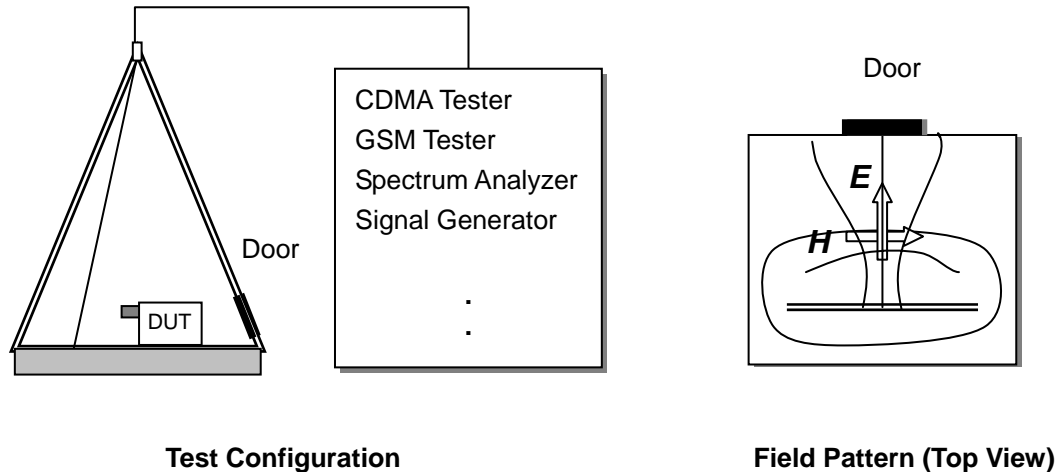 CDMA Tester
GSM Tester
Spectrum Analyzer
Signal Generator
.
.
Door
DUT
Test Configuration
Door
E
H
Field Pattern (Top View)